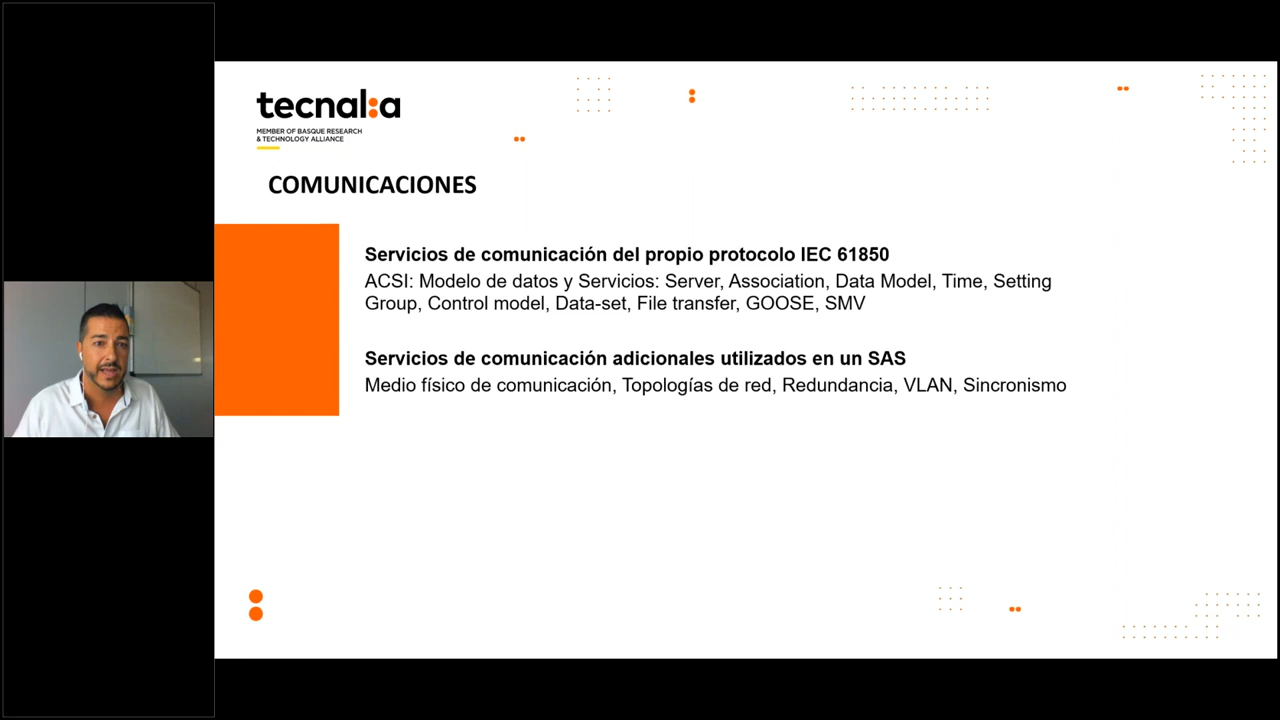 tecnalia
MEMBER OF BASQUE RESEARCH
& TECHNOLOGY ALLIANCE
COMUNICACIONES
Servicios de comunicación del propio protocolo IEC 61850
ACSI: Modelo de datos y Servicios: Server, Association, Data Model, Time, Setting
Group, Control model, Data-set, File transfer, GOOSE, SMV
Servicios de comunicación adicionales utilizados en un SAS
Medio físico de comunicación, Topologías de red, Redundancia, VLAN, Sincronismo